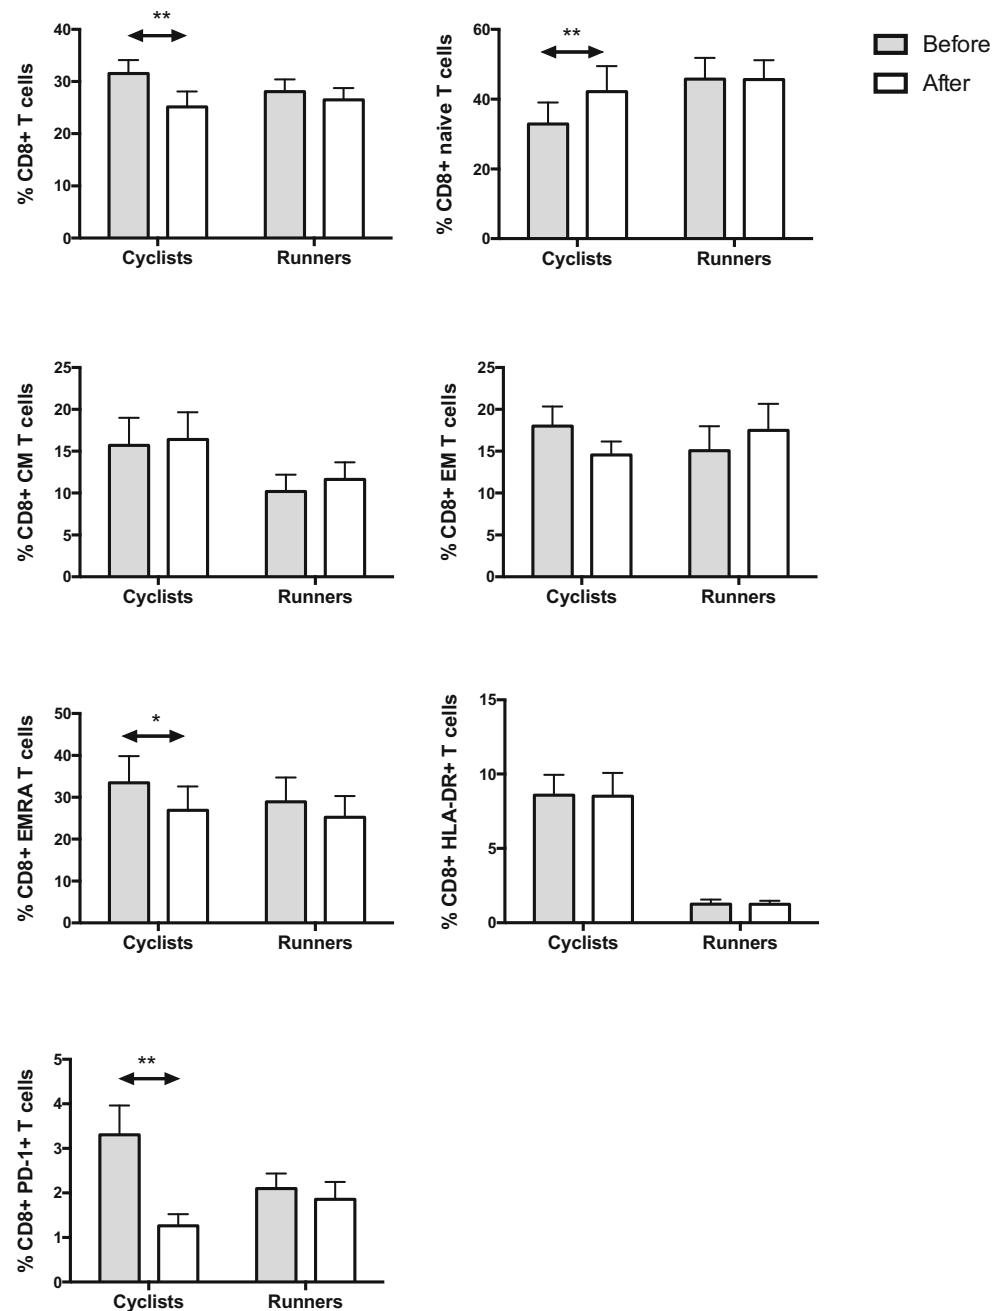 **
% CD8+ T cells
40
30
20
10
0
Cyclists
Runners
**
% CD8+ naive T cells
60
40
20
0
Cyclists
Runners
Before
After
% CD8+ CM T cells
25
20
15
10
5
0
Cyclists
Runners
% CD8+ EM T cells
25
20
15
10
5
0
Cyclists
Runners
*
% CD8+ EMRA T cells
50
40
30
20
10
0
Cyclists
Runners
% CD8+ HLA-DR+ T cells
15
10
5
0
Cyclists
Runners
**
% CD8+ PD-1+ T cells
5
4
3
2
1
0
Cyclists
Runners